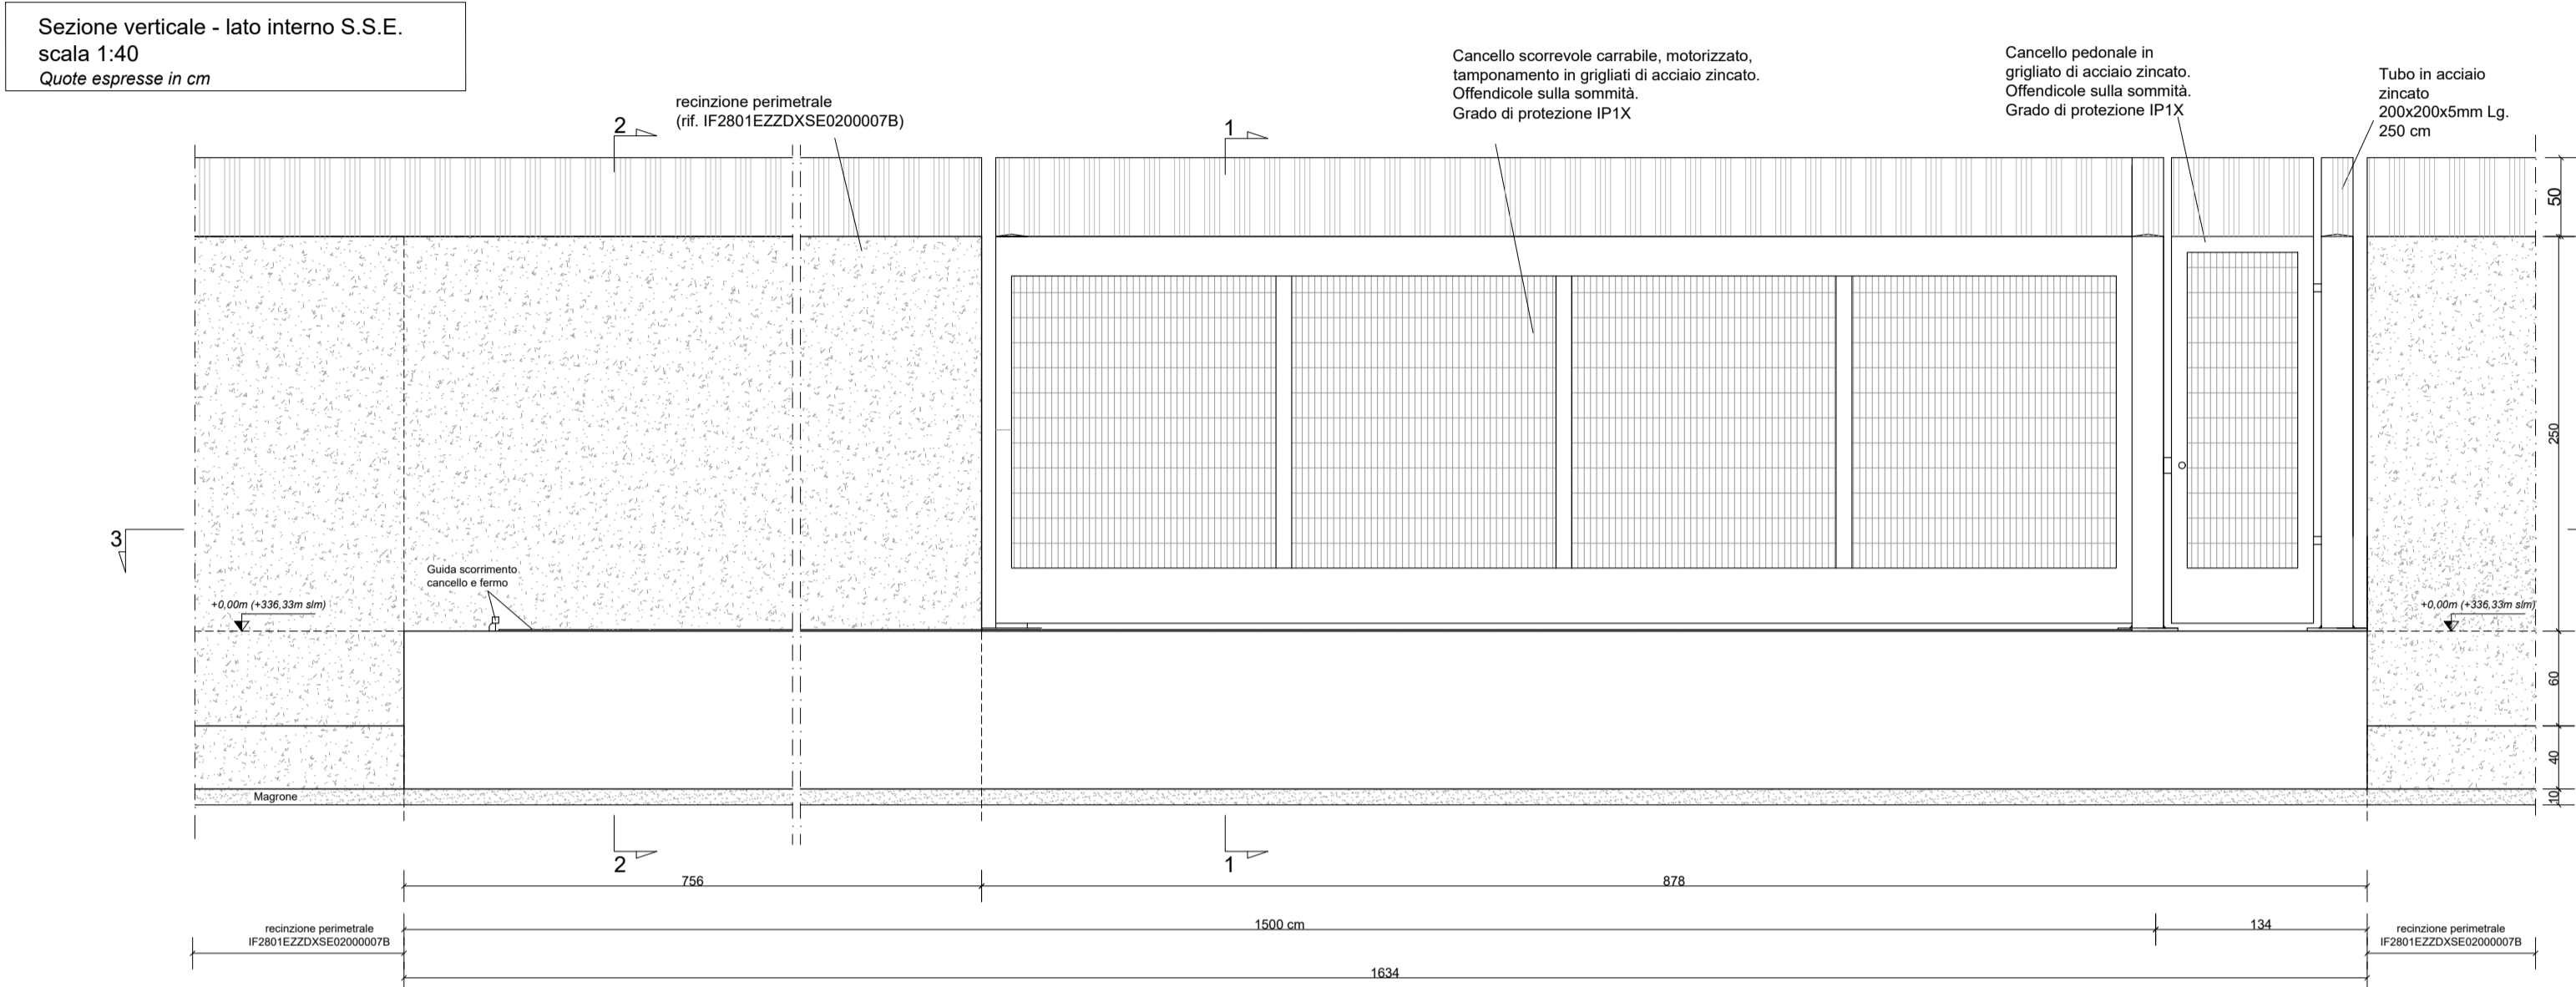 Sezione verticale - lato interno S.S.E.
scala 1:40
Quote espresse in cm
recinzione perimetrale
(rif. IF2801EZZDXSE0200007B)
Cancello scorrevole carrabile, motorizzato,
tamponamento in grigliati di acciaio zincato.
Offendicole sulla sommità.
Grado di protezione IP1X
Cancello pedonale in
grigliato di acciaio zincato.
Offendicole sulla sommità.
Grado di protezione IP1X
Tubo in acciaio
zincato
200x200x5mm Lg.
250 cm
2
1
50
250
3
Guida scorrimento
cancello e fermo
+0,00m (+336,33m slm)
+0,00m (+336,33m slm)
60
40
Magrone
10
2
1
756
878
1500 cm
134
recinzione perimetrale
IF2801EZZDXSE02000007B
recinzione perimetrale
IF2801EZZDXSE02000007B
1634